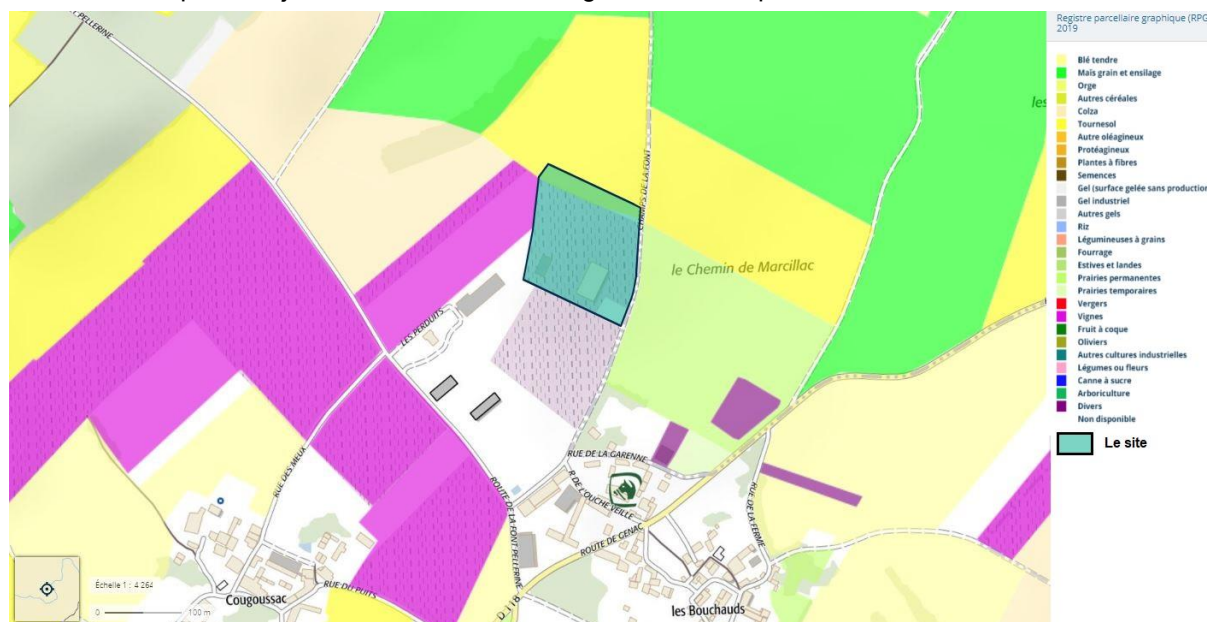 Registre parcellaire graphique (RPG
2019
Blé tendre
Maïs grain et ensilage
Orge
Autres céréales
Colza
Tournesol
Autre oléagineux
Protéagineux
Plantes à fibres
Semences
Gel (surface gelée sans production
Gel industriel
Autres gels
Riz
Légumineuses à grains
Fourrage
Estives et landes
Prairies permanentes
Prairies temporaires
Vergers
Vignes
Fruit à coque
Oliviers
Autres cultures industrielles
Légumes ou fleurs
Canne à sucre
Arboriculture
Divers
Non disponible
Le site
NT PELLERINE
les
CHAMPS DE LA FONT
le Chemin de Marcillac
LES PERDUITS
RUE DES MEUX
RUE DE LA GARENNE
R DE L'OUCHE VEILLE
ROUTE DE LA FONT PELLERINE
ROUTE DE GENAC
RUE DE LA FERME
RUE DU PUITS
Cougoussac
les Bouchauds
D 118
Échelle 1 : 4 264
0 100 m